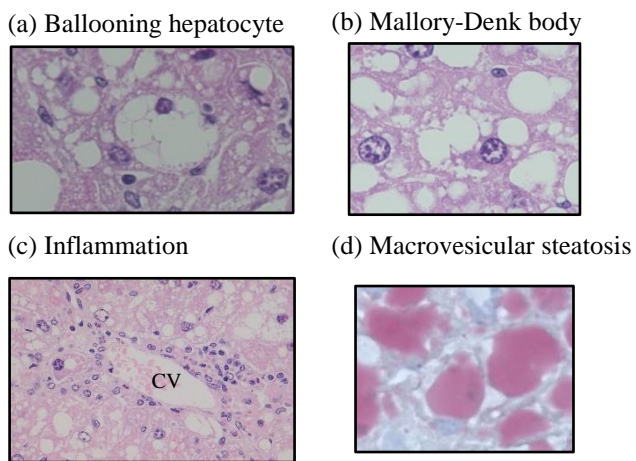 (a) Ballooning hepatocyte
(b) Mallory-Denk body
(c) Inflammation
(d) Macrovesicular steatosis
CV